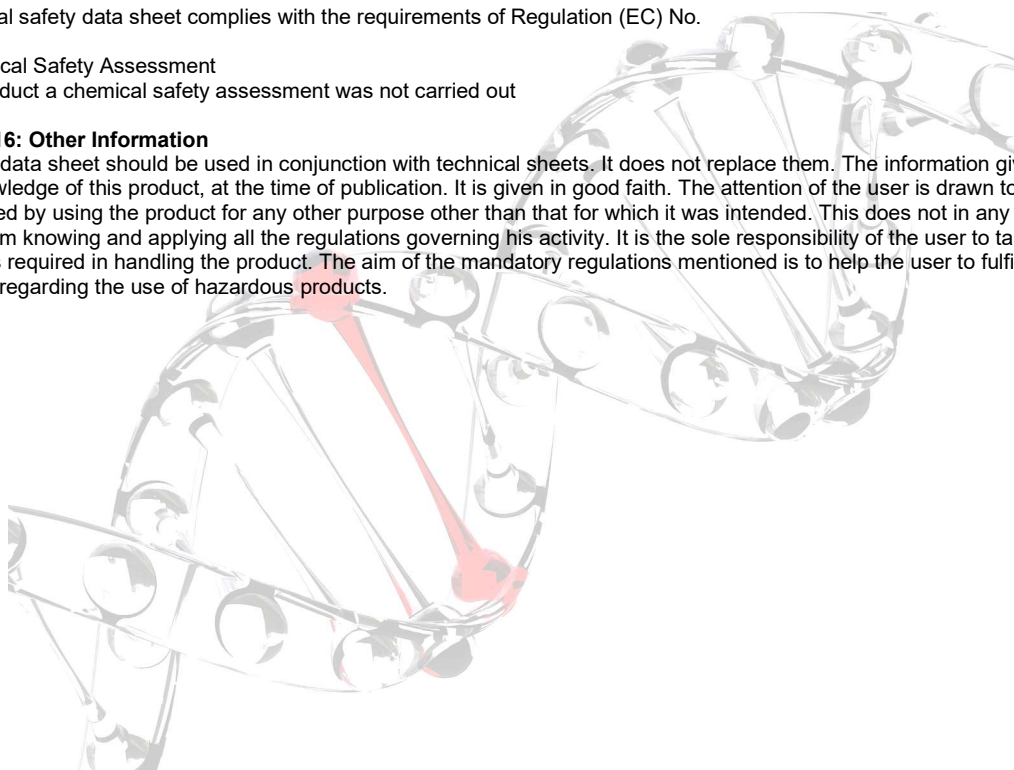 al safety data sheet complies with the requirements of Regulation (EC) No.
cal Safety Assessment
duct a chemical safety assessment was not carried out
6: Other Information
data sheet should be used in conjunction with technical sheets. It does not replace them. The information gi
wledge of this product, at the time of publication. It is given in good faith. The attention of the user is drawn to
ed by using the product for any other purpose other than that for which it was intended. This does not in any
m knowing and applying all the regulations governing his activity. It is the sole responsibility of the user to ta
s required in handling the product. The aim of the mandatory regulations mentioned is to help the user to fulfi
regarding the use of hazardous products.